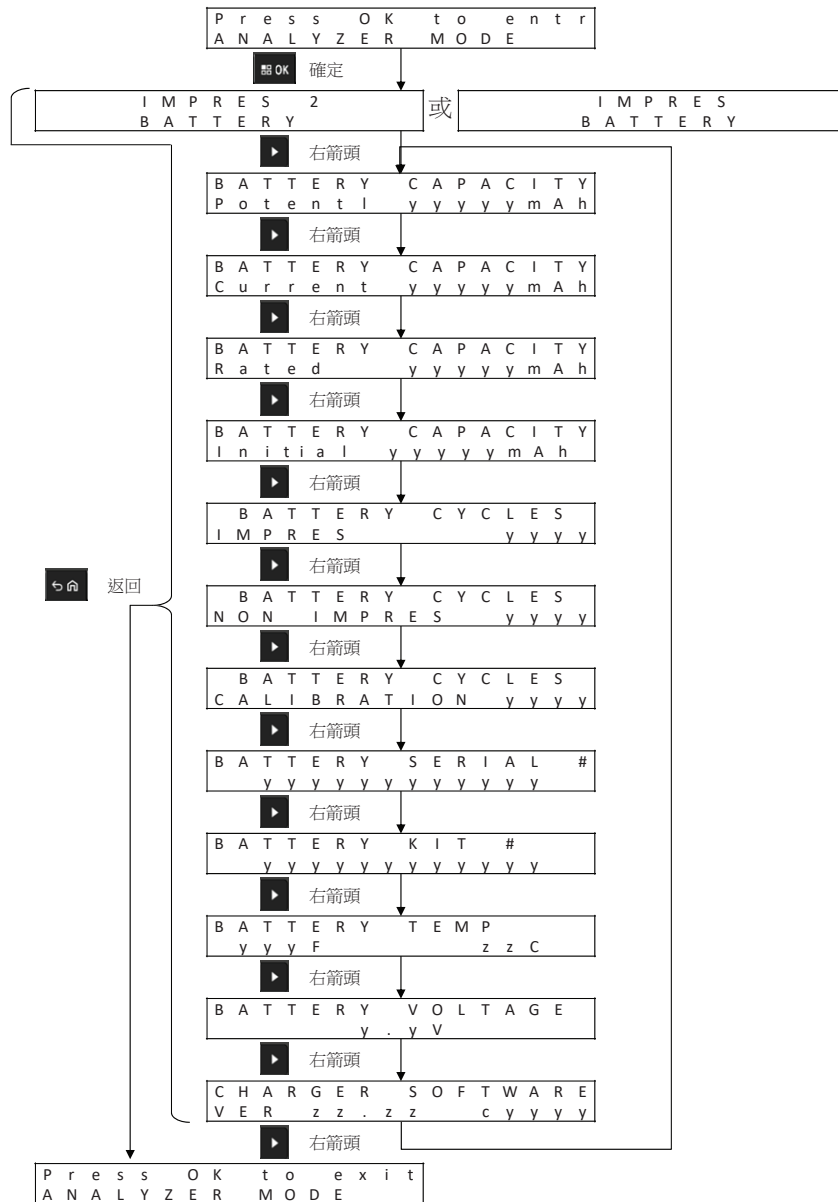 Press OK to entr
ANALYZER MODE
OK 確定
IMPRES 2
BATTERY
或
IMPRES
BATTERY
右箭頭
BATTERY CAPACITY
Potentl yyyyymAh
右箭頭
BATTERY CAPACITY
Current yyyyymAh
右箭頭
BATTERY CAPACITY
Rated yyyyymAh
右箭頭
BATTERY CAPACITY
Initial yyyyymAh
右箭頭
BATTERY CYCLES
IMPRES yyyy
右箭頭
返回
BATTERY CYCLES
NON IMPRES yyyy
右箭頭
BATTERY CYCLES
CALIBRATION yyyy
右箭頭
BATTERY SERIAL #
yyyyyyyyyyyy
右箭頭
BATTERY KIT #
yyyyyyyyyyyy
右箭頭
BATTERY TEMP
yyyF zzC
右箭頭
BATTERY VOLTAGE
y.yV
右箭頭
CHARGER SOFTWARE
VER zz.zz cyyyy
右箭頭
Press OK to exit
ANALYZER MODE